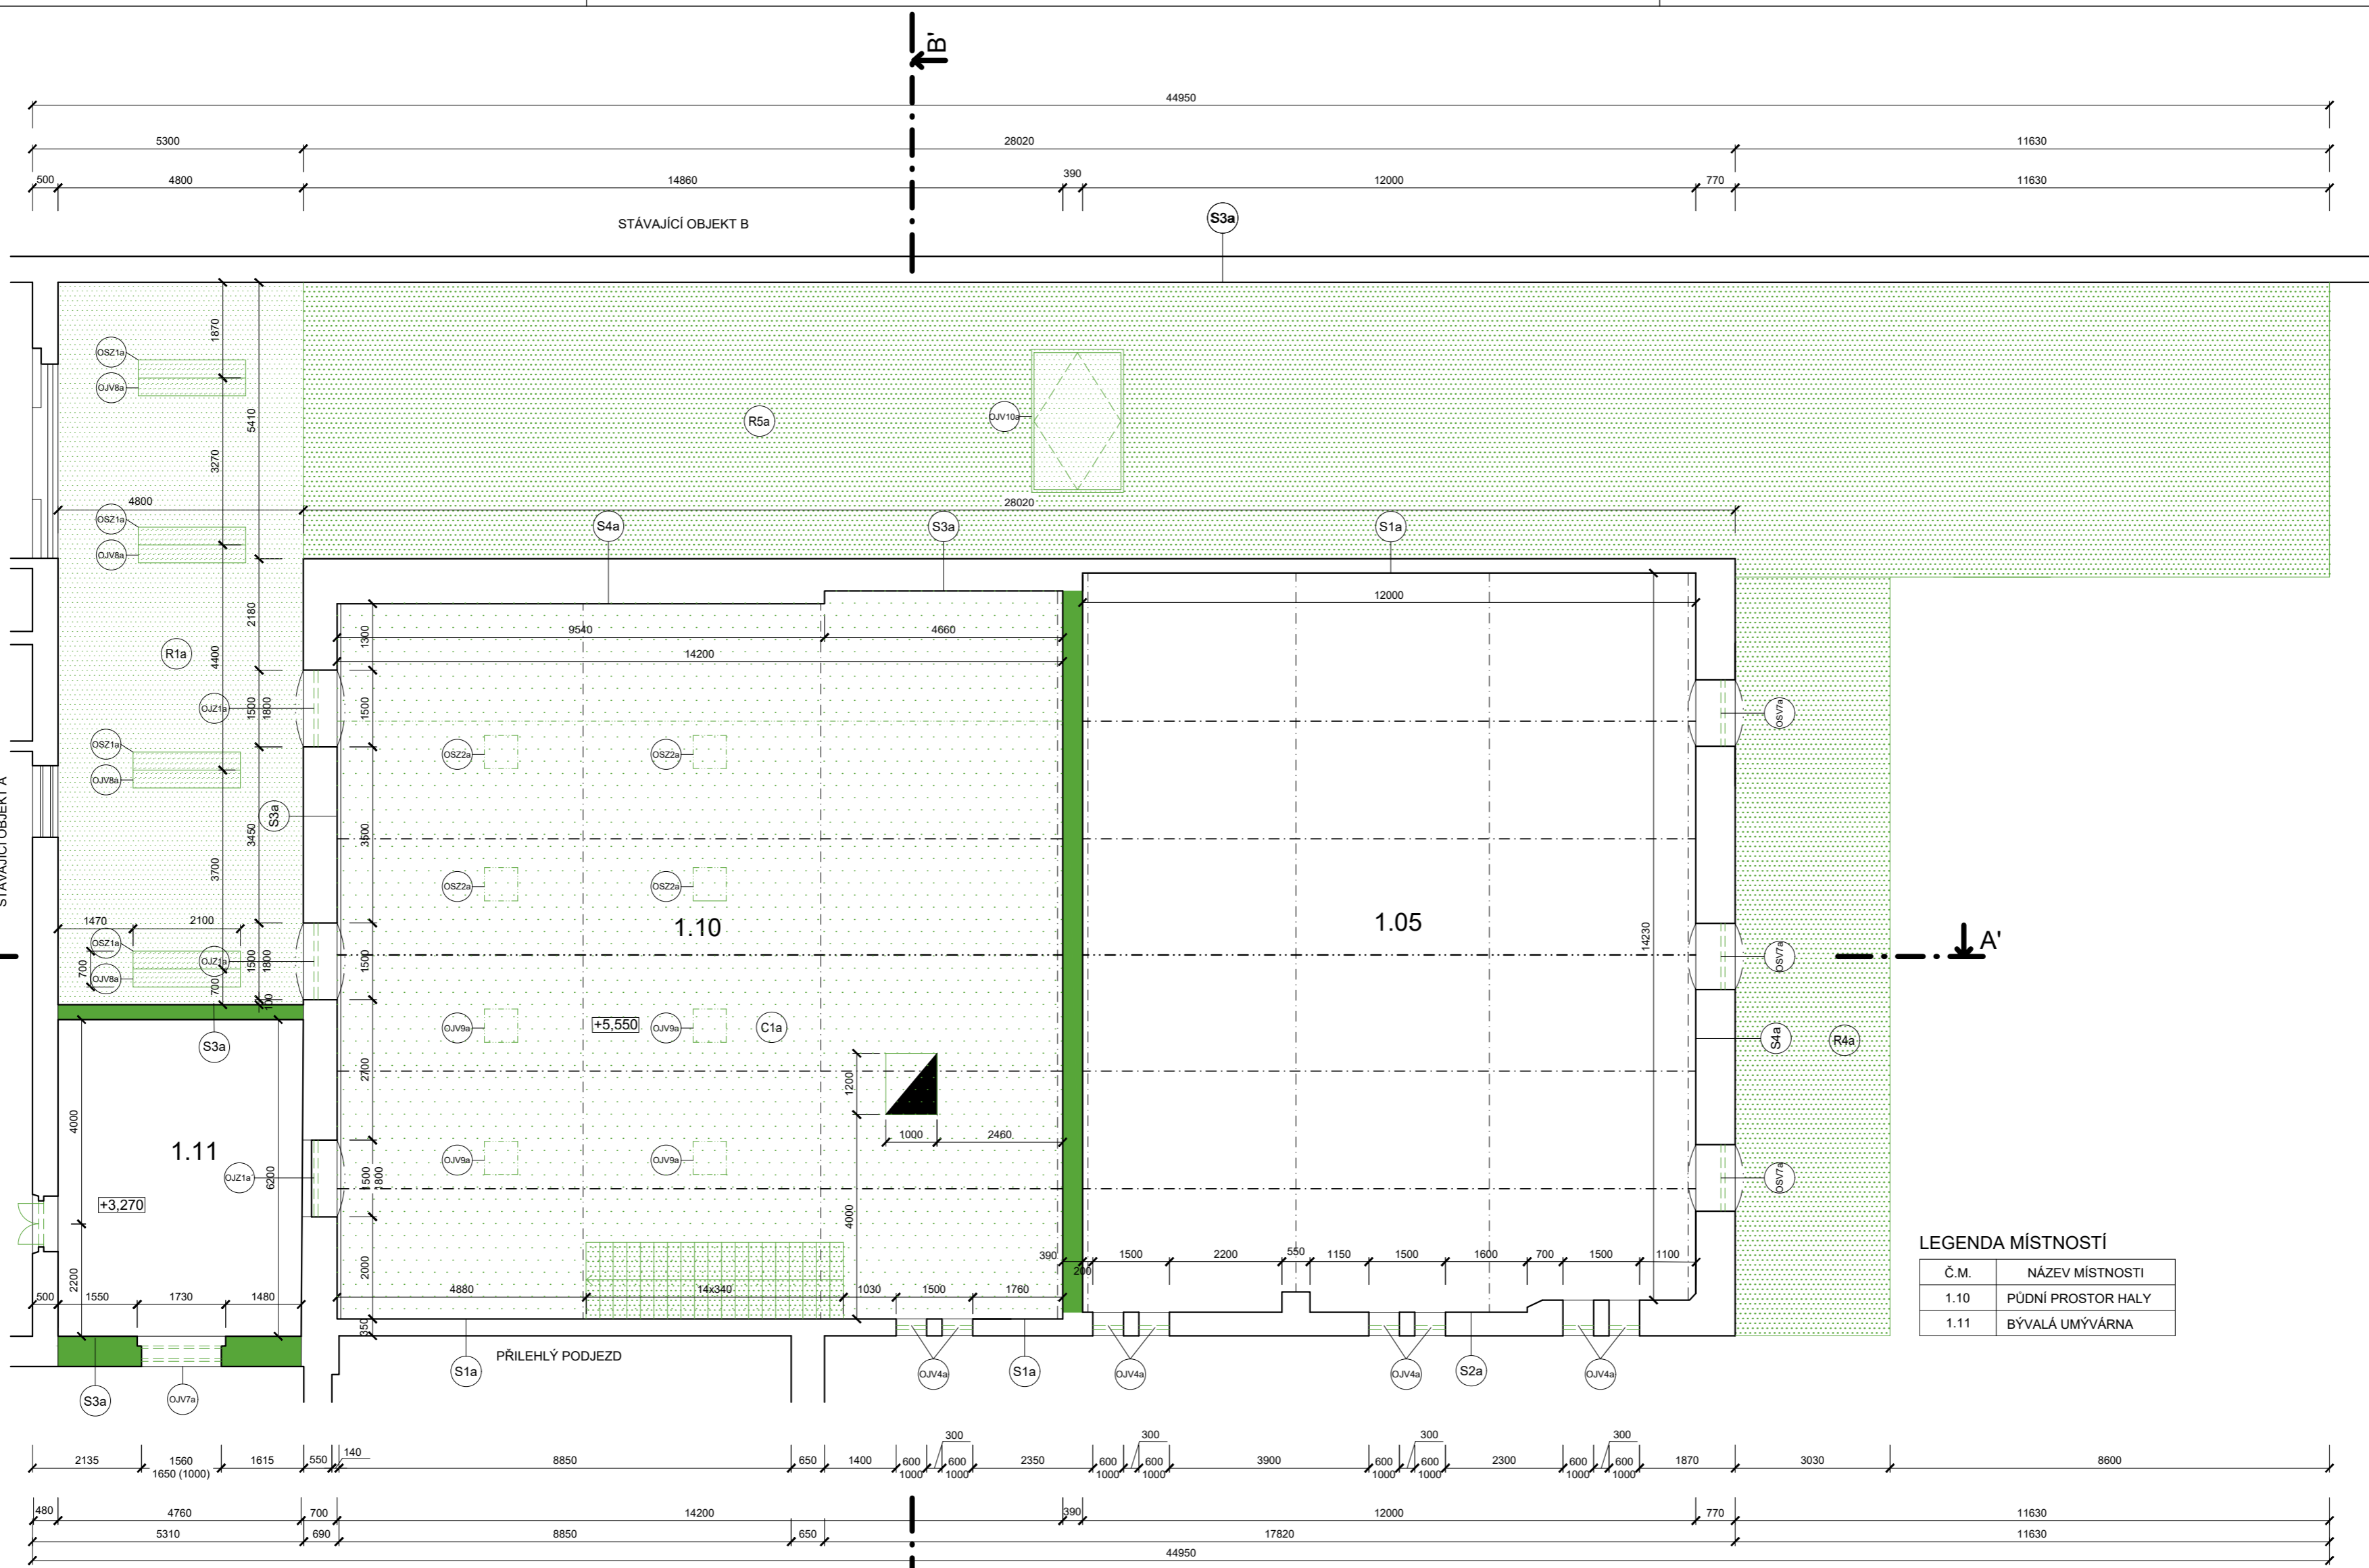 B'
44950
5300 28020 11630
500 4800 14860 390 12000 770 11630
STÁVAJÍCÍ OBJEKT B
S3a
1870
OSZ1a
OJV8a
5410
R5a
OJV10a
3270
4800 28020
OSZ1a
OJV8a
S4a S3a S1a
12000
2180
1300
9540 4660
14200
R1a
4400
OJZ1a
1500
1800
1500
OSV7a
OSZ1a
OJV8a
OSZ2a OSZ2a
STÁVAJÍCÍ OBJEKT A
S3a
3450
3600
3700
OSZ2a OSZ2a
1.10
1.05
14230
1470 2100
OSZ1a
OJV8a
700
OJZ1a
1500
1800
1500
700
100
OSV7a
A'
S3a
OJV9a
+5,550
OJV9a
C1a
S4a
R4a
2700
1200
4000
1.11
1000 2460
OJV9a OJV9a
OJZ1a
6200
1500
1800
OSV7a
+3,270
4000
2200
2000
LEGENDA MÍSTNOSTÍ
Č.M. NÁZEV MÍSTNOSTI
1.10 PŮDNÍ PROSTOR HALY
1.11 BÝVALÁ UMÝVÁRNA
390 200 1500 2200 550 1150 1500 1600 700 1500 1100
500 1550 1730 1480 4880 14x340 1030 1500 1760
350
PŘILEHLÝ PODJEZD
S3a OJV7a S1a OJV4a S1a OJV4a OJV4a S2a OJV4a
2135 1560 1615 550 140 8850 650 1400 600 300 600 2350 600 300 600 3900 600 300 600 2300 600 300 600 1870 3030 8600
1650 (1000) 1000 1000 1000 1000 1000 1000 1000 1000
480 4760 700 14200 390 12000 770 11630
5310 690 8850 650 17820 11630
44950